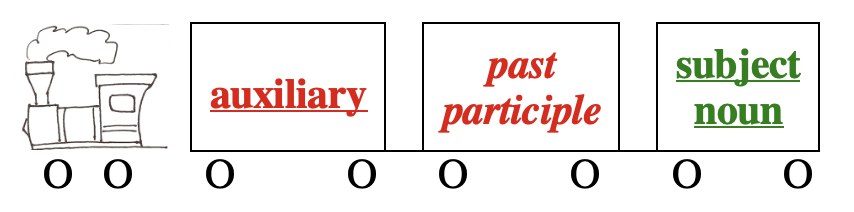 auxiliary
past
participle
subject
noun
O O O O O O O O